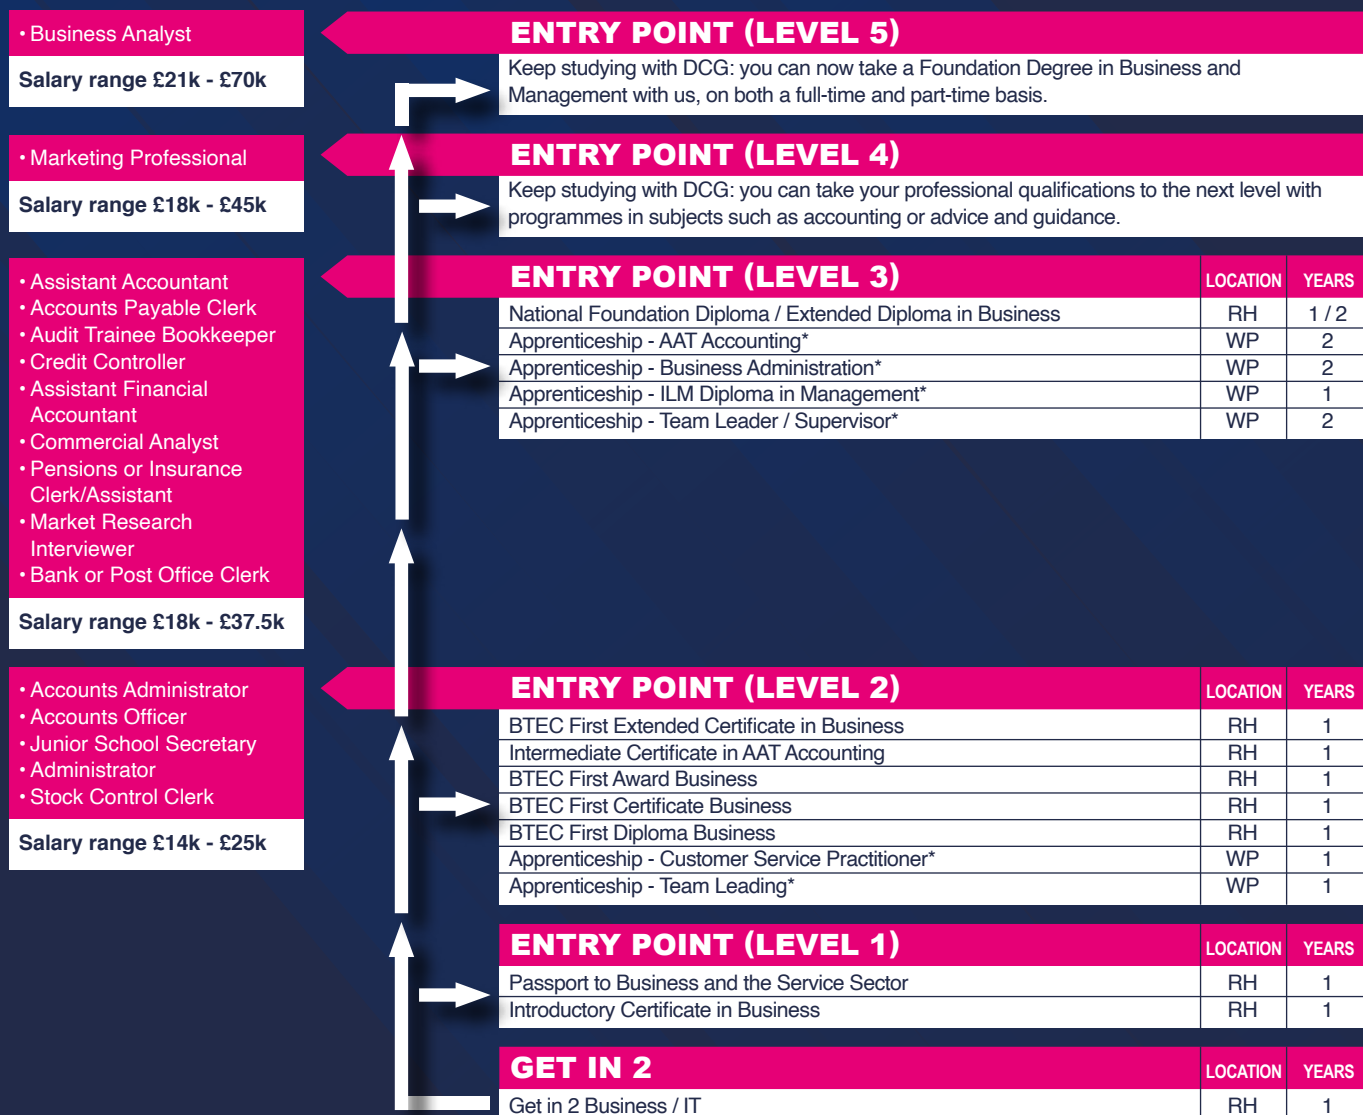 • Business Analyst
Salary range £21k - £70k
ENTRY POINT (LEVEL 5)
Keep studying with DCG: you can now take a Foundation Degree in Business and
Management with us, on both a full-time and part-time basis.
• Marketing Professional
Salary range £18k - £45k
ENTRY POINT (LEVEL 4)
Keep studying with DCG: you can take your professional qualifications to the next level with
programmes in subjects such as accounting or advice and guidance.
• Assistant Accountant
• Accounts Payable Clerk
• Audit Trainee Bookkeeper
• Credit Controller
• Assistant Financial
Accountant
• Commercial Analyst
• Pensions or Insurance
Clerk/Assistant
• Market Research
Interviewer
• Bank or Post Office Clerk
Salary range £18k - £37.5k
ENTRY POINT (LEVEL 3) LOCATION YEARS
National Foundation Diploma / Extended Diploma in Business RH 1 / 2
Apprenticeship - AAT Accounting* WP 2
Apprenticeship - Business Administration* WP 2
Apprenticeship - ILM Diploma in Management* WP 1
Apprenticeship - Team Leader / Supervisor* WP 2
• Accounts Administrator
• Accounts Officer
• Junior School Secretary
• Administrator
• Stock Control Clerk
Salary range £14k - £25k
ENTRY POINT (LEVEL 2) LOCATION YEARS
BTEC First Extended Certificate in Business RH 1
Intermediate Certificate in AAT Accounting RH 1
BTEC First Award Business RH 1
BTEC First Certificate Business RH 1
BTEC First Diploma Business RH 1
Apprenticeship - Customer Service Practitioner* WP 1
Apprenticeship - Team Leading* WP 1
ENTRY POINT (LEVEL 1) LOCATION YEARS
Passport to Business and the Service Sector RH 1
Introductory Certificate in Business RH 1
GET IN 2 LOCATION YEARS
Get in 2 Business / IT RH 1